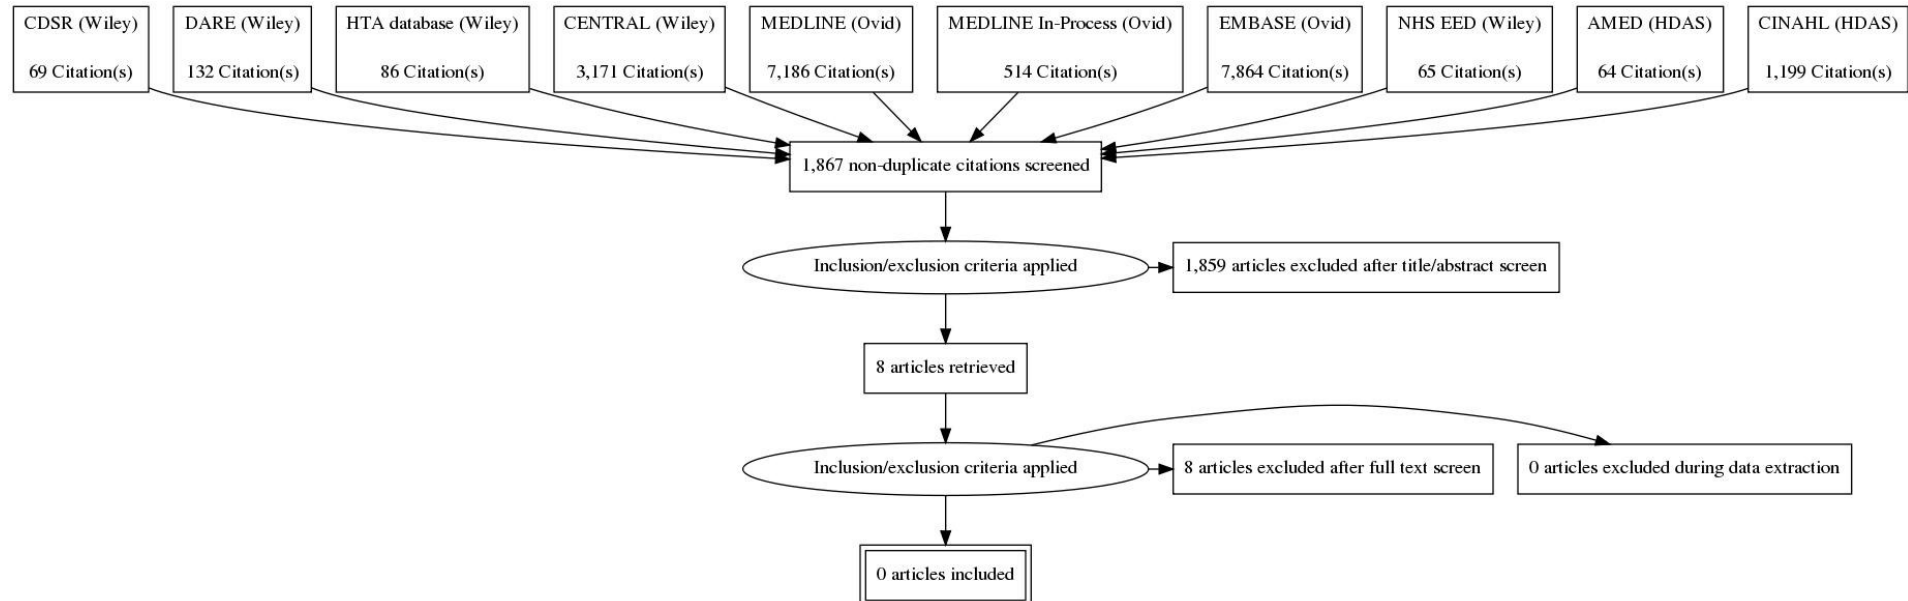 CDSR (Wiley)
69 Citation(s)
DARE (Wiley)
132 Citation(s)
HTA database (Wiley)
86 Citation(s)
CENTRAL (Wiley)
3,171 Citation(s)
MEDLINE (Ovid)
7,186 Citation(s)
MEDLINE In-Process (Ovid)
514 Citation(s)
EMBASE (Ovid)
7,864 Citation(s)
NHS EED (Wiley)
65 Citation(s)
AMED (HDAS)
64 Citation(s)
CINAHL (HDAS)
1,199 Citation(s)
1,867 non-duplicate citations screened
Inclusion/exclusion criteria applied
1,859 articles excluded after title/abstract screen
8 articles retrieved
Inclusion/exclusion criteria applied
8 articles excluded after full text screen
0 articles excluded during data extraction
0 articles included